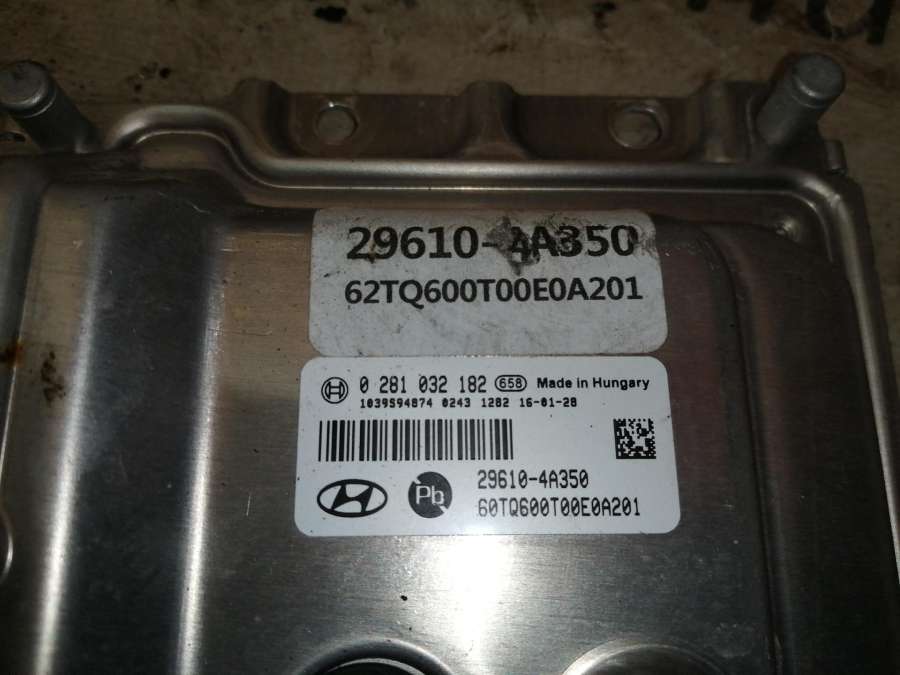 29610-4A350
62TQ600T00E0A201
0 281 032 182 658 Made in Hungary
1039S94874 0243 1282 16-01-28
29610-4A350
Pb
60TQ600T00E0A201